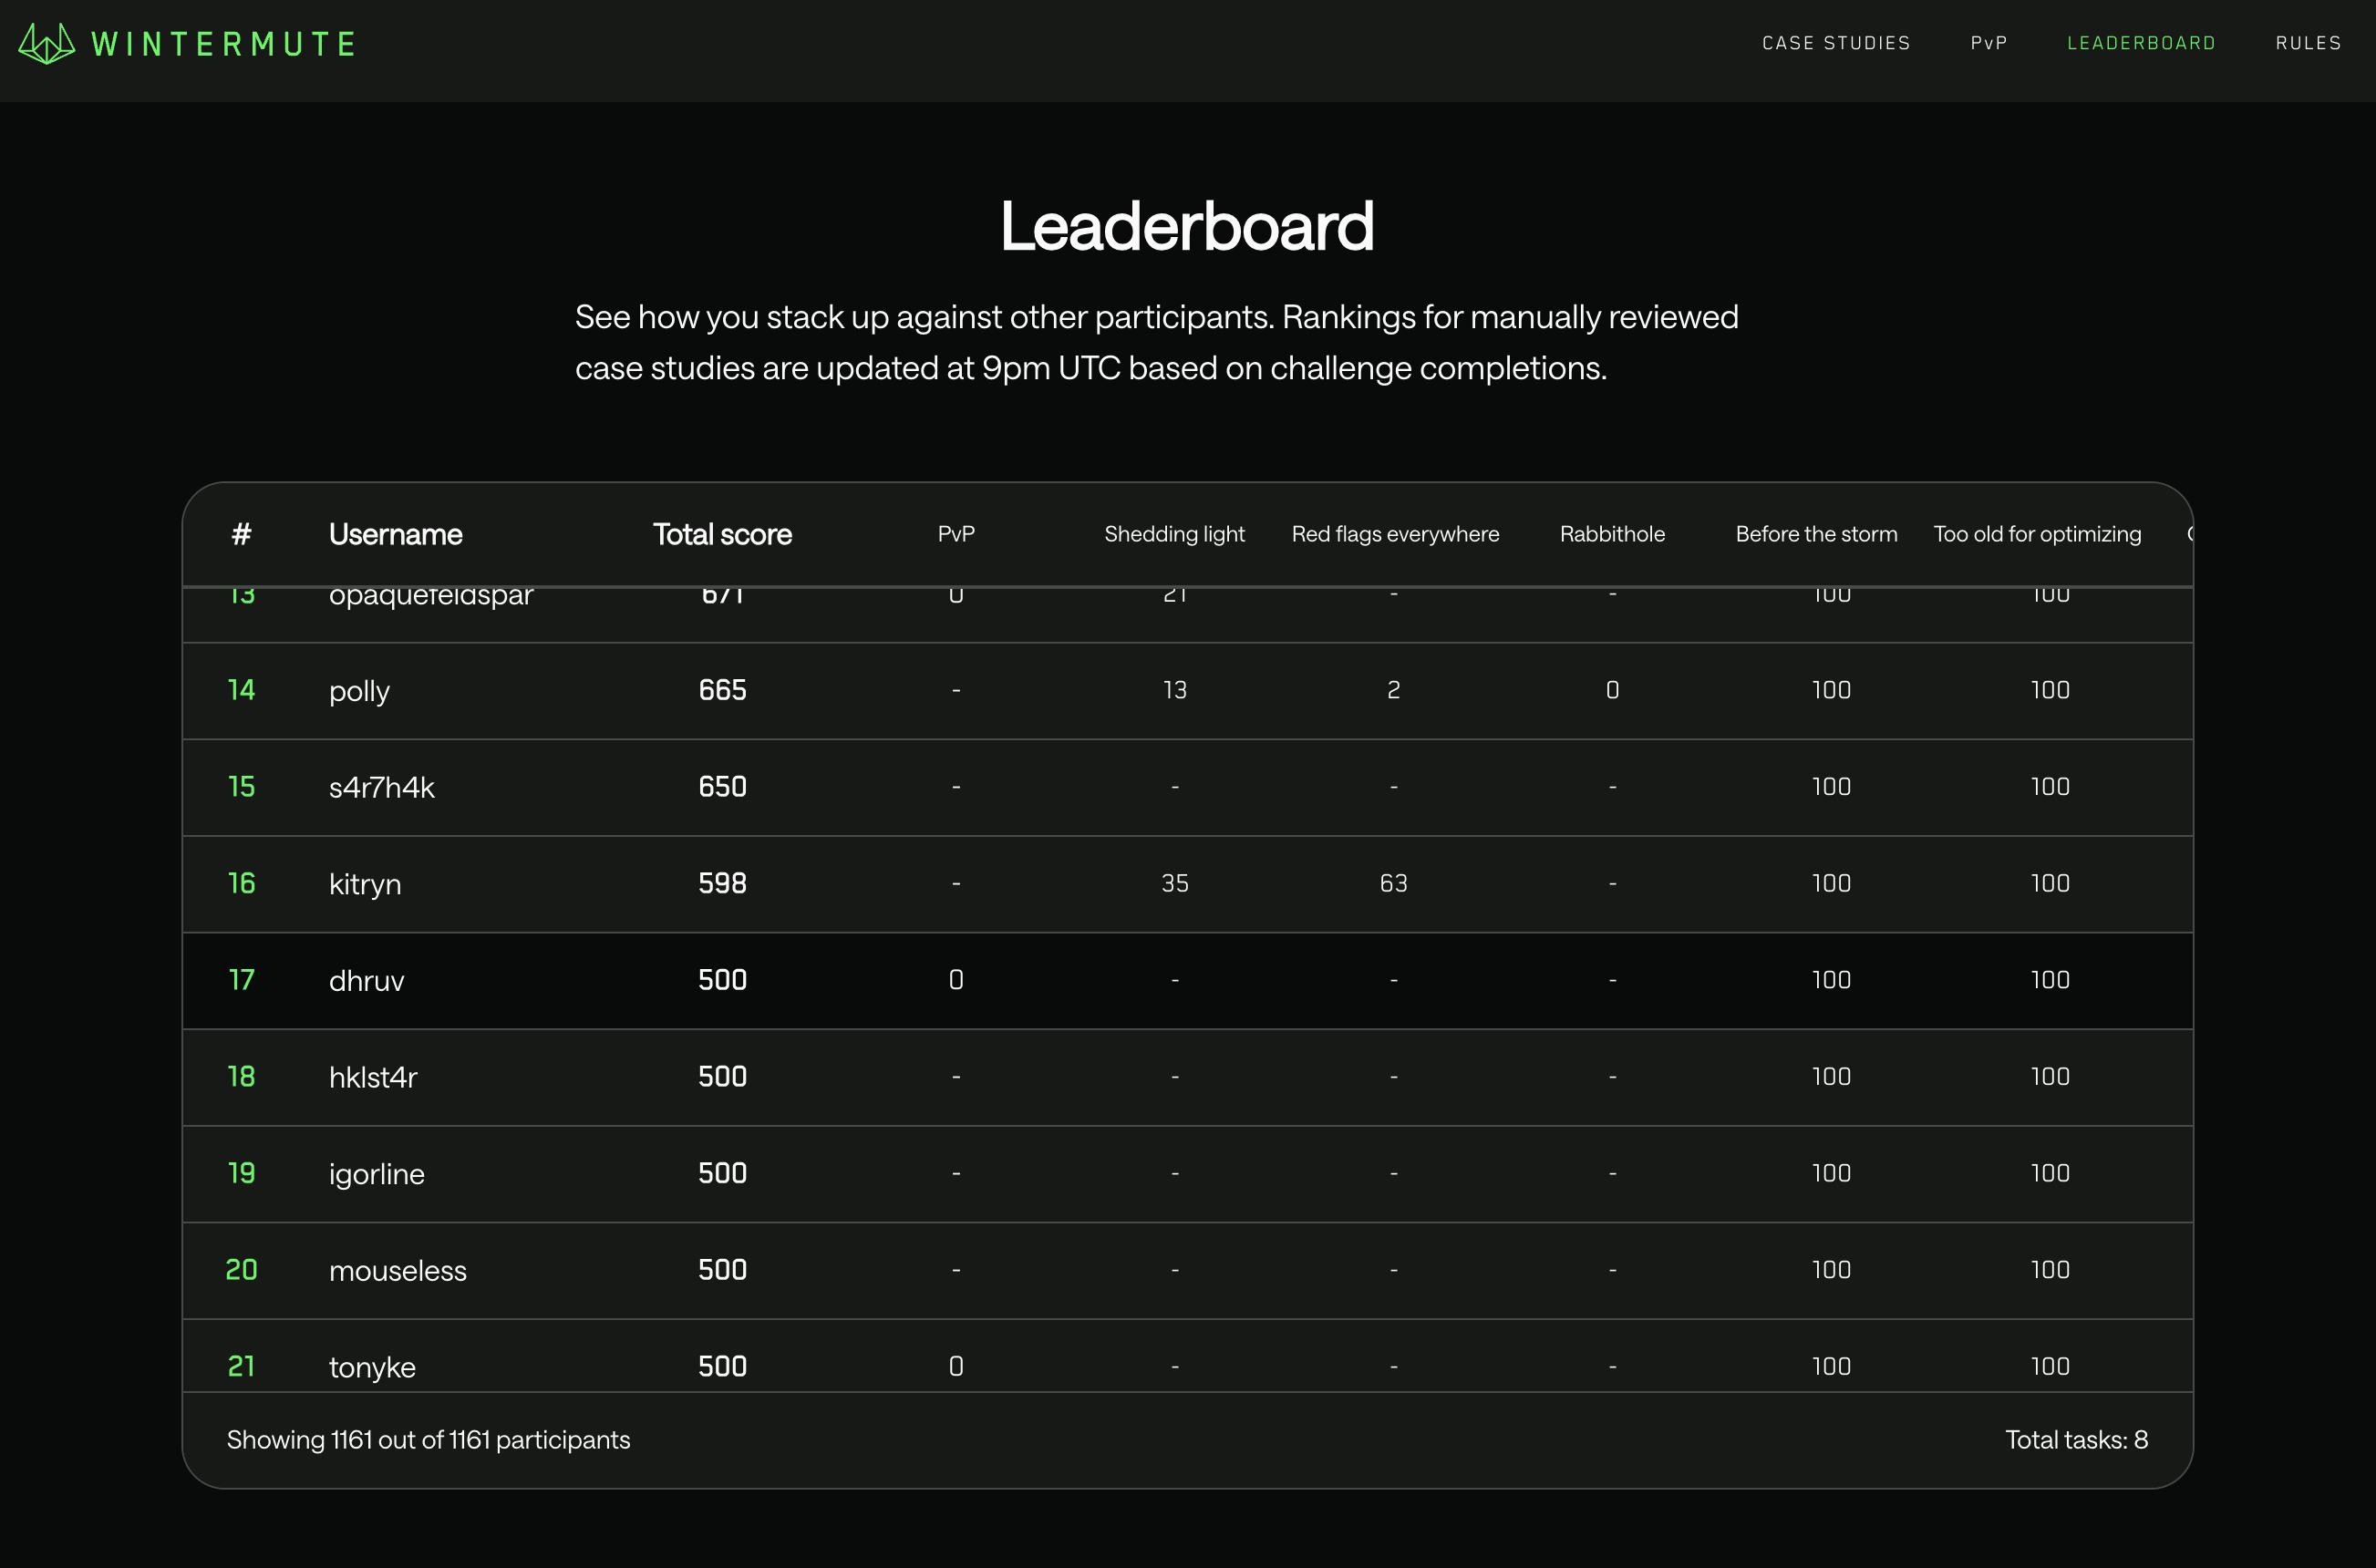 WINTERMUTE CASE STUDIES PvP LEADERBOARD RULES
Leaderboard
See how you stack up against other participants. Rankings for manually reviewed
case studies are updated at 9pm UTC based on challenge completions.
# Username Total score PvP Shedding light Red flags everywhere Rabbithole Before the storm Too old for optimizing
13 opaquefeldspar 671 0 21 - - 100 100
14 polly 665 - 13 2 0 100 100
15 s4r7h4k 650 - - - - 100 100
16 kitryn 598 - 35 63 - 100 100
17 dhruv 500 0 - - - 100 100
18 hklst4r 500 - - - - 100 100
19 igorline 500 - - - - 100 100
20 mouseless 500 - - - - 100 100
21 tonyke 500 0 - - - 100 100
Showing 1161 out of 1161 participants Total tasks: 8